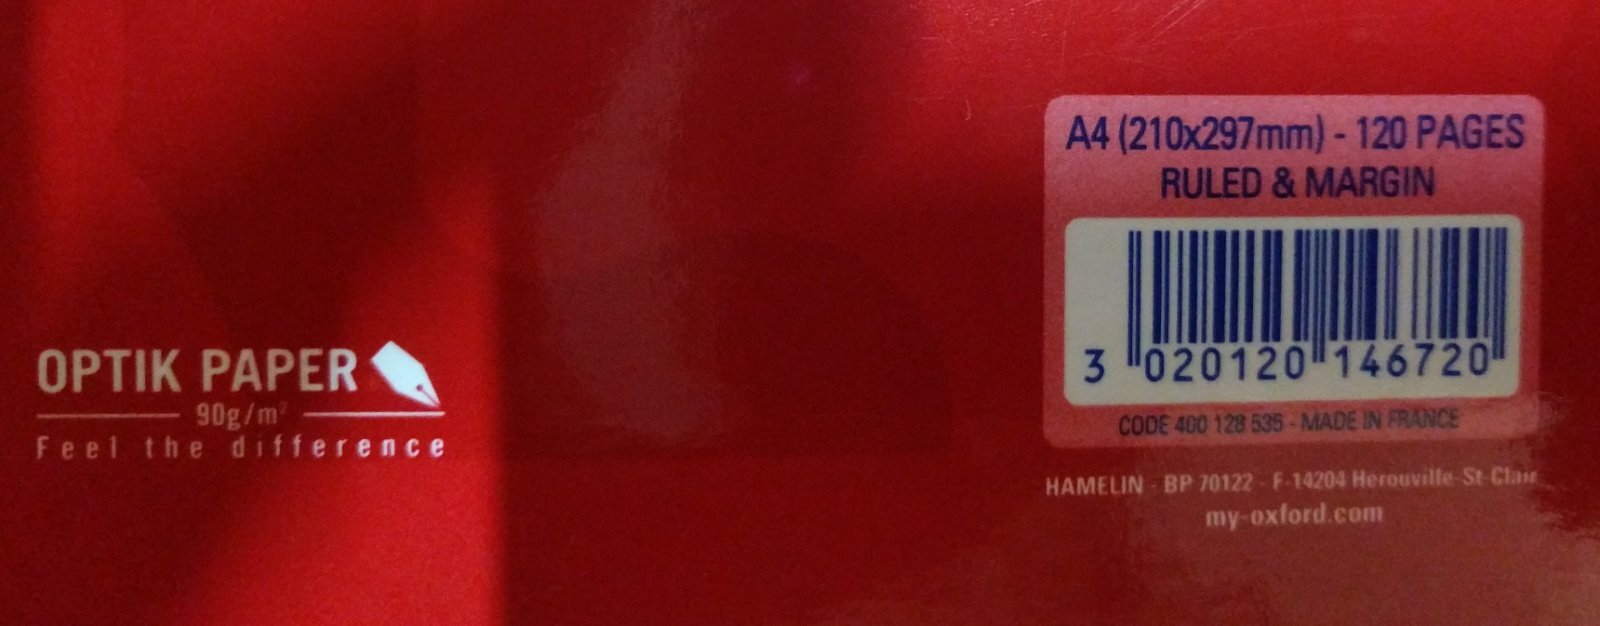 OPTIK PAPER
90g/m²
Feel the difference
A4 (210x297mm) - 120 PAGES
RULED & MARGIN
3 020120 146720
CODE 400 128 535 - MADE IN FRANCE
HAMELIN - BP 70122 - F-14204 Herouville-St-Clair
my-oxford.com